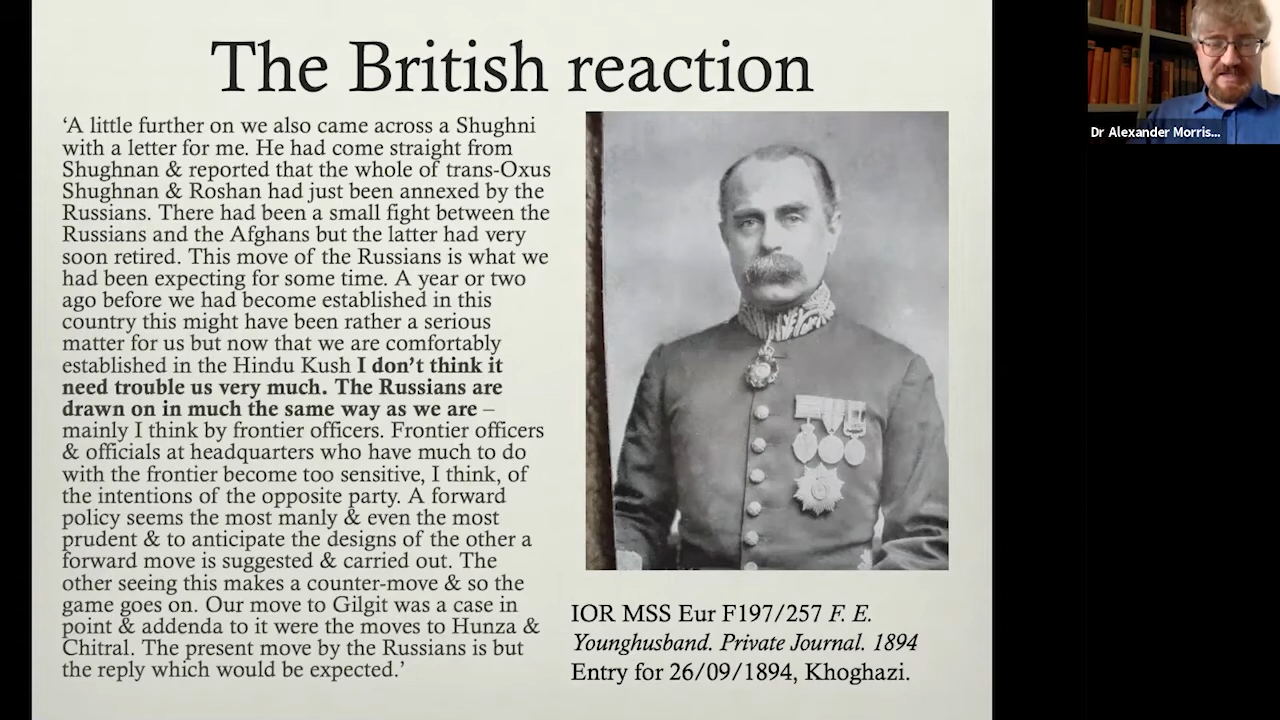 The British reaction
‘A little further on we also came across a Shughni
with a letter for me. He had come straight from
Shughnan & reported that the whole of trans-Oxus
Shughnan & Roshan had just been annexed by the
Russians. There had been a small fight between the
Russians and the Afghans but the latter had very
soon retired. This move of the Russians is what we
had been expecting for some time. A year or two
ago before we had become established in this
country this might have been rather a serious
matter for us but now that we are comfortably
established in the Hindu Kush I don’t think it
need trouble us very much. The Russians are
drawn on in much the same way as we are –
mainly I think by frontier officers. Frontier officers
& officials at headquarters who have much to do
with the frontier become too sensitive, I think, of
the intentions of the opposite party. A forward
policy seems the most manly & even the most
prudent & to anticipate the designs of the other a
forward move is suggested & carried out. The
other seeing this makes a counter-move & so the
game goes on. Our move to Gilgit was a case in
point & addenda to it were the moves to Hunza &
Chitral. The present move by the Russians is but
the reply which would be expected.’
IOR MSS Eur F197/257 F. E.
Younghusband. Private Journal. 1894
Entry for 26/09/1894, Khoghazi.
Dr Alexander Morris...